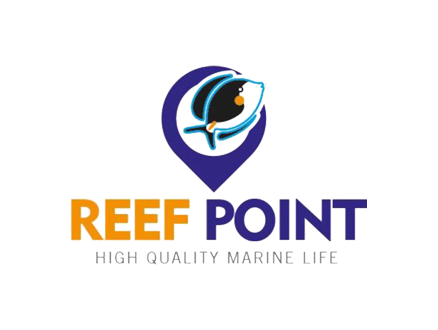 REEF POINT
HIGH QUALITY MARINE LIFE